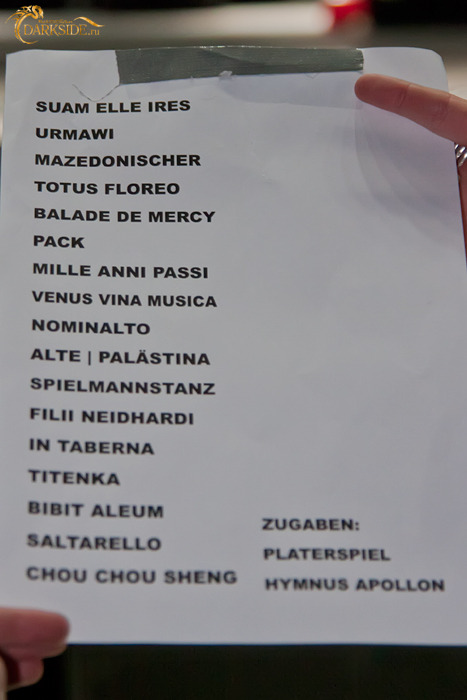 DARKSIDE.ru
SUAM ELLE IRES
URMAWI
MAZEDONISCHER
TOTUS FLOREO
BALADE DE MERCY
PACK
MILLE ANNI PASSI
VENUS VINA MUSICA
NOMINALTO
ALTE | PALÄSTINA
SPIELMANNSTANZ
FILII NEIDHARDI
IN TABERNA
TITENKA
BIBIT ALEUM
SALTARELLO
CHOU CHOU SHENG
ZUGABEN:
PLATERSPIEL
HYMNUS APOLLON